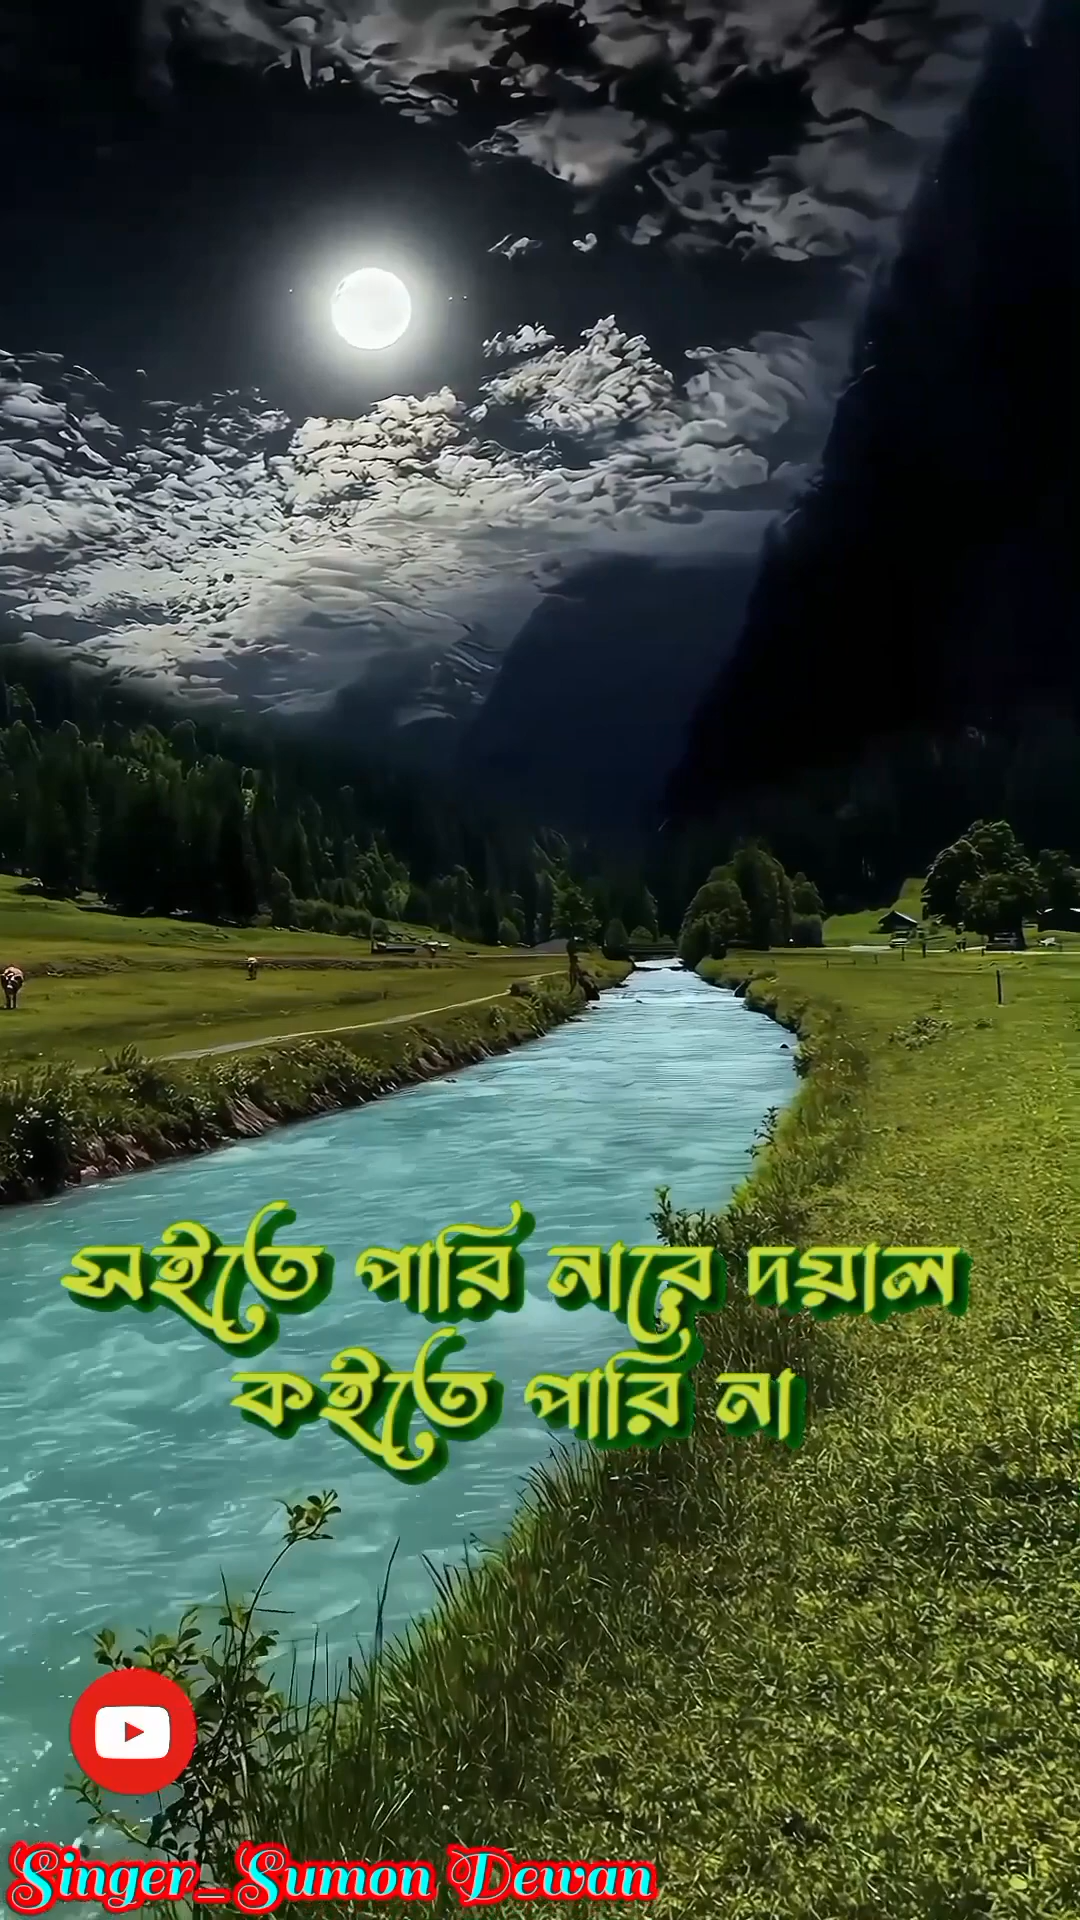 সইতে পারি নারে দয়াল
কইতে পারি না
Singer_Sumon Dewan